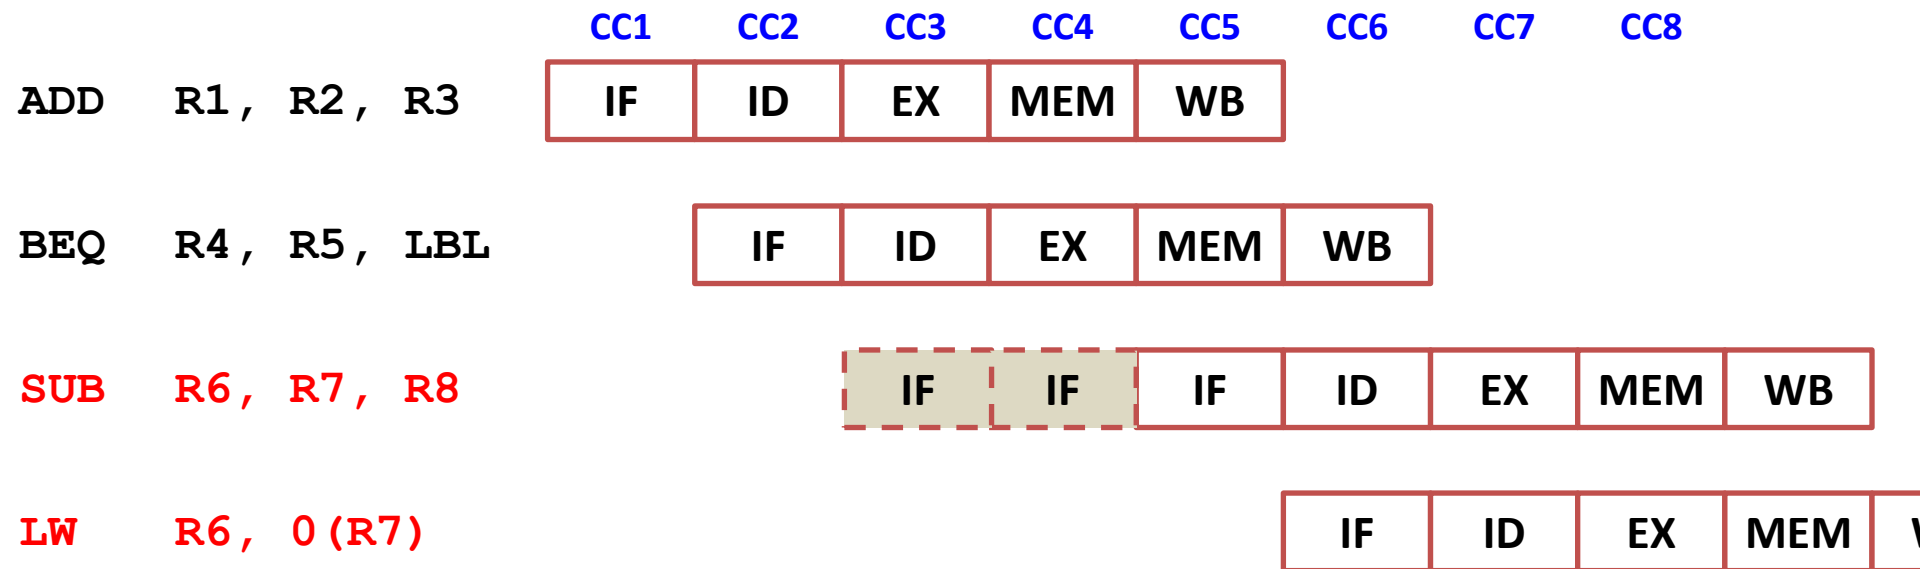 CC1 CC2 CC3 CC4 CC5 CC6 CC7 CC8
ADD R1, R2, R3 IF ID EX MEM WB
BEQ R4, R5, LBL IF ID EX MEM WB
SUB R6, R7, R8 IF IF IF ID EX MEM WB
LW R6, 0(R7) IF ID EX MEM